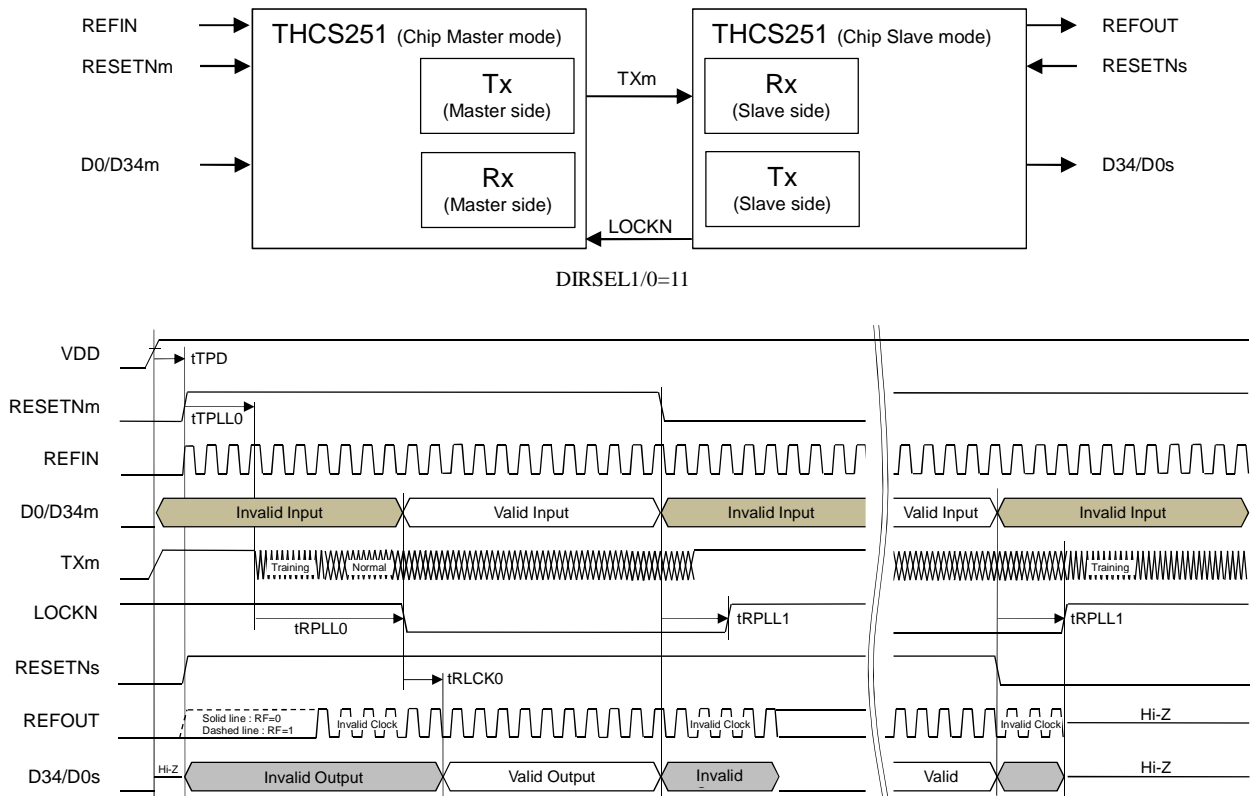 REFIN
RESETNm
D0/D34m
THCS251 (Chip Master mode)
Tx
(Master side)
Rx
(Master side)
TXm
LOCKN
THCS251 (Chip Slave mode)
Rx
(Slave side)
Tx
(Slave side)
REFOUT
RESETNs
D34/D0s
DIRSEL1/0=11
VDD
tTPD
RESETNm
tTPLL0
REFIN
D0/D34m
Invalid Input
Valid Input
Invalid Input
Valid Input
Invalid Input
TXm
Training
Normal
Training
LOCKN
tRPLL0
tRPLL1
tRPLL1
RESETNs
tRLCK0
REFOUT
Solid line : RF=0
Dashed line : RF=1
Invalid Clock
Invalid Clock
Invalid Clock
Hi-Z
D34/D0s
Hi-Z
Invalid Output
Valid Output
Invalid
Valid
Hi-Z